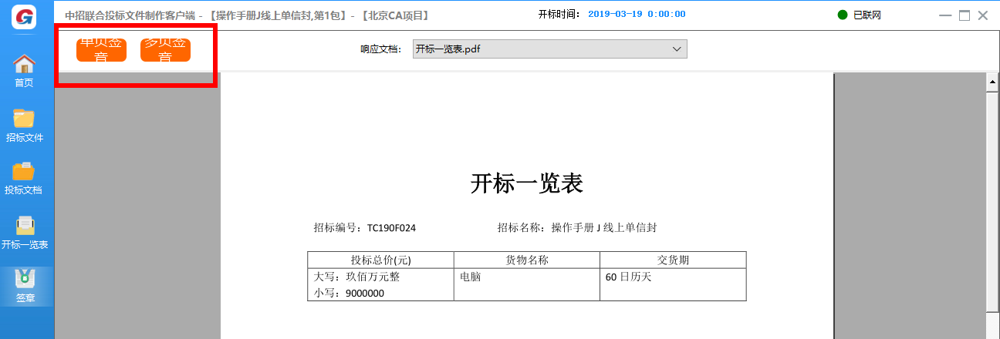 中招联合投标文件制作客户端 - 【操作手册J线上单信封,第1包】 - 【北京CA项目】
开标时间： 2019-03-19 0:00:00
已联网
单页签章
多页签章
响应文档： 开标一览表.pdf
首页
招标文件
投标文档
开标一览表
签章
开标一览表
招标编号：TC190F024
招标名称：操作手册 J 线上单信封
投标总价(元) 货物名称 交货期
大写：玖佰万元整 电脑 60 日历天
小写：9000000